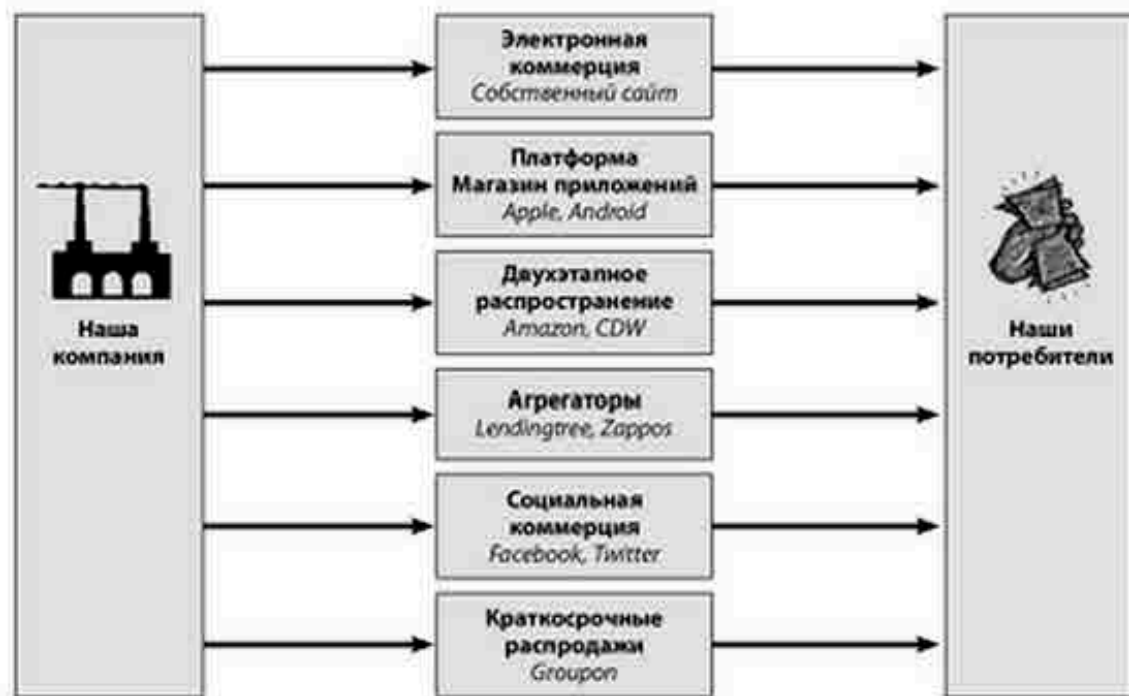 Наша
компания
Электронная
коммерция
Собственный сайт
Платформа
Магазин приложений
Apple, Android
Двухэтапное
распространение
Amazon, CDW
Агрегаторы
Lendingtree, Zappos
Социальная
коммерция
Facebook, Twitter
Краткосрочные
распродажи
Groupon
Наши
потребители